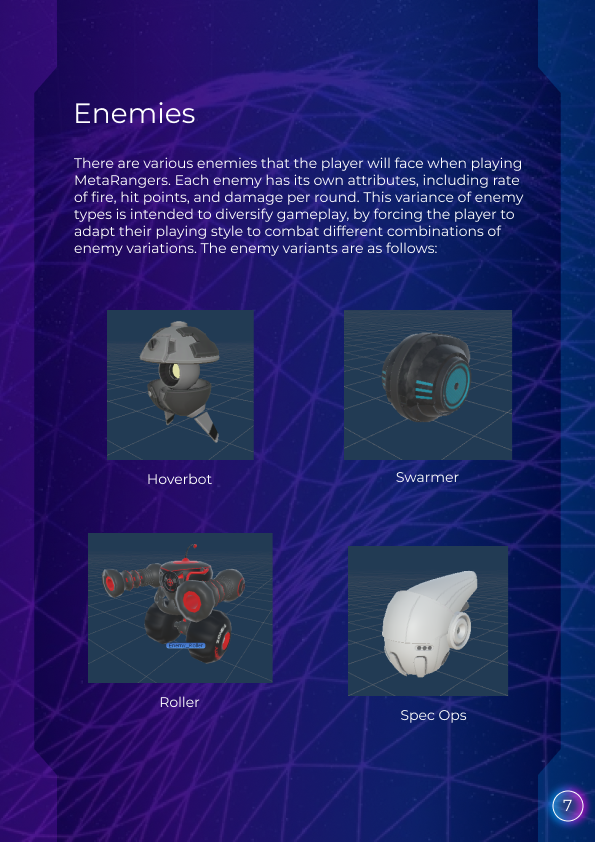 Enemies
There are various enemies that the player will face when playing
MetaRangers. Each enemy has its own attributes, including rate
of fire, hit points, and damage per round. This variance of enemy
types is intended to diversify gameplay, by forcing the player to
adapt their playing style to combat different combinations of
enemy variations. The enemy variants are as follows:
Hoverbot
Swarmer
Roller
Spec Ops
7